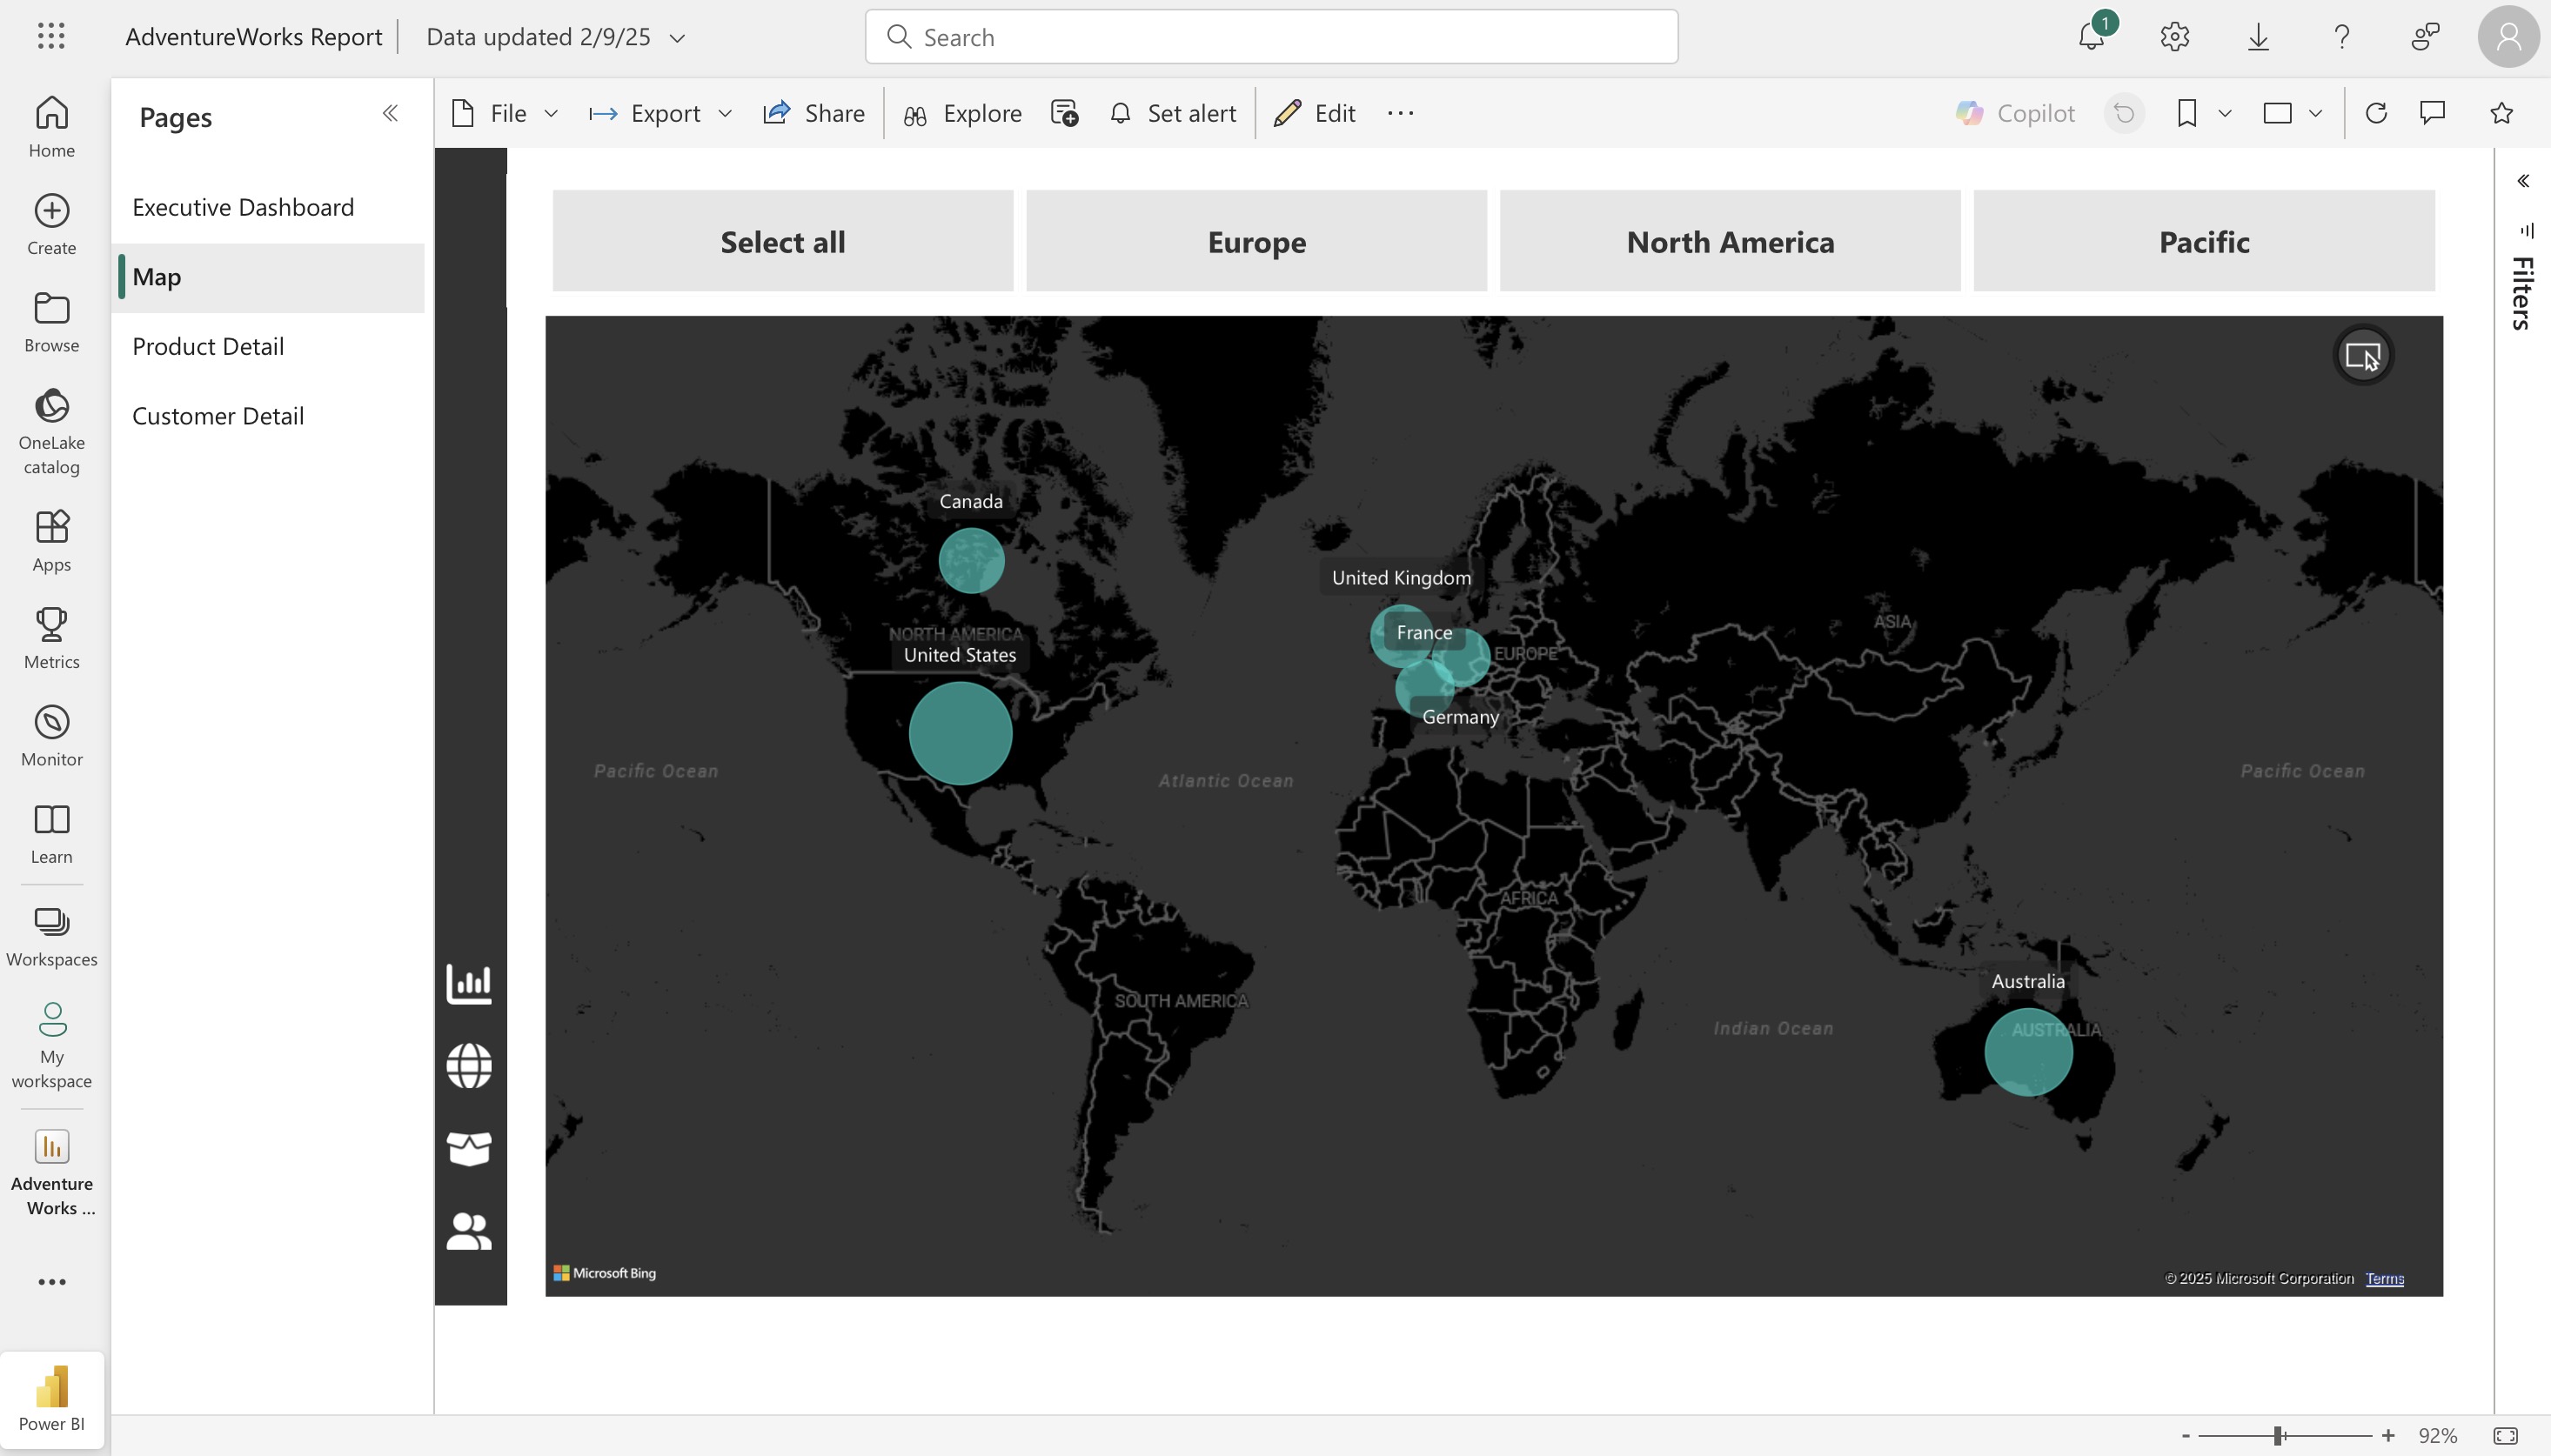 AdventureWorks Report
Data updated 2/9/25
Search
1
Home
Create
Browse
OneLake
catalog
Apps
Metrics
Monitor
Learn
Workspaces
My
workspace
Adventure
Works ...
Power BI
Pages
Executive Dashboard
Map
Product Detail
Customer Detail
File
Export
Share
Explore
Set alert
Edit
Copilot
Select all
Europe
North America
Pacific
Filters
Canada
United Kingdom
ASIA
France
NORTH AMERICA
EUROPE
United States
Germany
Pacific Ocean
Atlantic Ocean
Pacific Ocean
AFRICA
Australia
SOUTH AMERICA
Indian Ocean
AUSTRALIA
Microsoft Bing
© 2025 Microsoft Corporation Terms
- + 92%